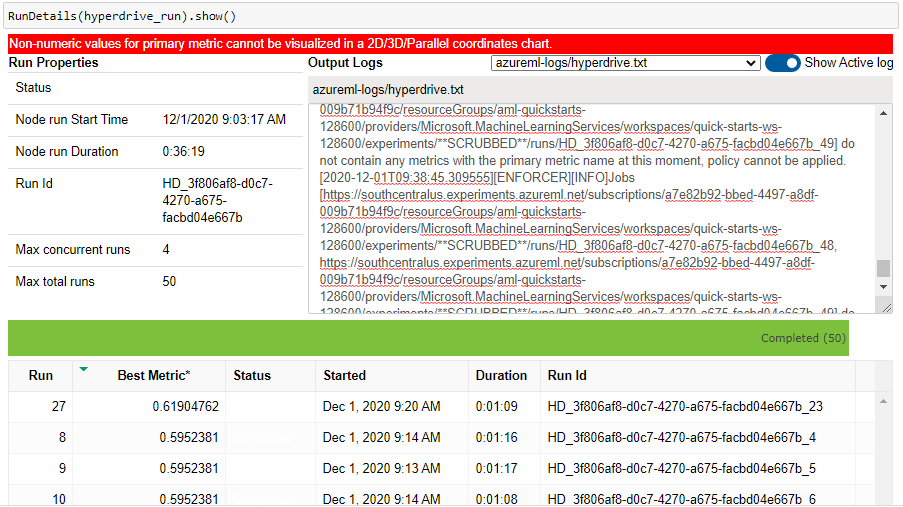 RunDetails(hyperdrive_run).show()
Non-numeric values for primary metric cannot be visualized in a 2D/3D/Parallel coordinates chart.
Run Properties
Status
Node run Start Time 12/1/2020 9:03:17 AM
Node run Duration 0:36:19
Run Id HD_3f806af8-d0c7-
4270-a675-
facbd04e667b
Max concurrent runs 4
Max total runs 50
Output Logs azureml-logs/hyperdrive.txt Show Active log
azureml-logs/hyperdrive.txt
009b71b94f9c/resourceGroups/aml-quickstarts-
128600/providers/Microsoft.MachineLearningServices/workspaces/quick-starts-ws-
128600/experiments/**SCRUBBED**/runs/HD_3f806af8-d0c7-4270-a675-facbd04e667b_49] do
not contain any metrics with the primary metric name at this moment, policy cannot be applied.
[2020-12-01T09:38:45.309555][ENFORCER][INFO]Jobs
[https://southcentralus.experiments.azureml.net/subscriptions/a7e82b92-bbed-4497-a8df-
009b71b94f9c/resourceGroups/aml-quickstarts-
128600/providers/Microsoft.MachineLearningServices/workspaces/quick-starts-ws-
128600/experiments/**SCRUBBED**/runs/HD_3f806af8-d0c7-4270-a675-facbd04e667b_48,
https://southcentralus.experiments.azureml.net/subscriptions/a7e82b92-bbed-4497-a8df-
009b71b94f9c/resourceGroups/aml-quickstarts-
128600/providers/Microsoft.MachineLearningServices/workspaces/quick-starts-ws-
128600/experiments/**SCRUBBED**/runs/HD_3f806af8-d0c7-4270-a675-facbd04e667b_49] do
Completed (50)
Run Best Metric* Status Started Duration Run Id
27 0.61904762 Dec 1, 2020 9:20 AM 0:01:09 HD_3f806af8-d0c7-4270-a675-facbd04e667b_23
8 0.5952381 Dec 1, 2020 9:14 AM 0:01:16 HD_3f806af8-d0c7-4270-a675-facbd04e667b_4
9 0.5952381 Dec 1, 2020 9:13 AM 0:01:17 HD_3f806af8-d0c7-4270-a675-facbd04e667b_5
10 0.5952381 Dec 1, 2020 9:14 AM 0:01:08 HD_3f806af8-d0c7-4270-a675-facbd04e667b_6